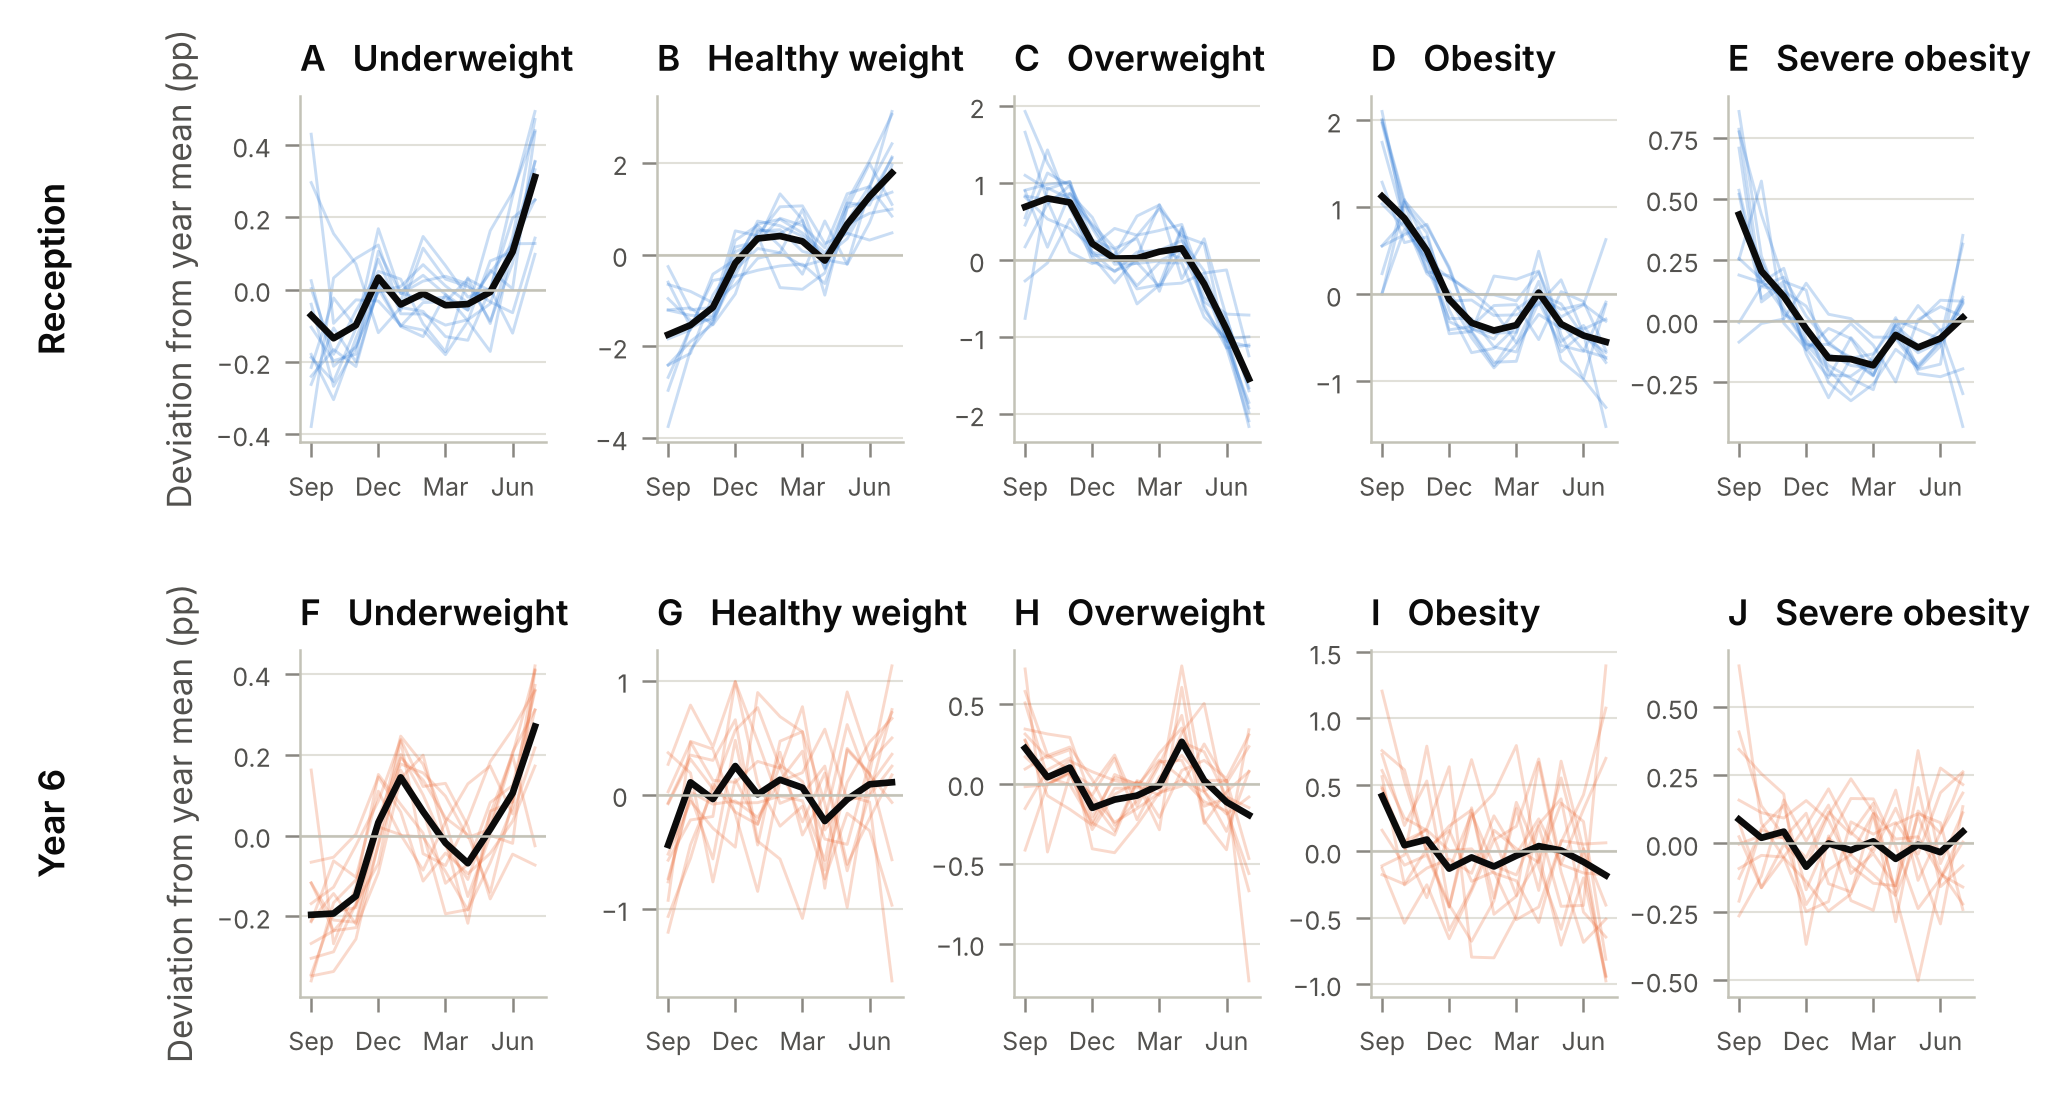 A Underweight
B Healthy weight
C Overweight
D Obesity
E Severe obesity
Reception
Deviation from year mean (pp)
0.4
0.2
0.0
−0.2
−0.4
Sep Dec Mar Jun
2
0
−2
−4
Sep Dec Mar Jun
2
1
0
−1
−2
Sep Dec Mar Jun
2
1
0
−1
Sep Dec Mar Jun
0.75
0.50
0.25
0.00
−0.25
Sep Dec Mar Jun
F Underweight
G Healthy weight
H Overweight
I Obesity
J Severe obesity
Year 6
Deviation from year mean (pp)
0.4
0.2
0.0
−0.2
Sep Dec Mar Jun
1
0
−1
Sep Dec Mar Jun
0.5
0.0
−0.5
−1.0
Sep Dec Mar Jun
1.5
1.0
0.5
0.0
−0.5
−1.0
Sep Dec Mar Jun
0.50
0.25
0.00
−0.25
−0.50
Sep Dec Mar Jun